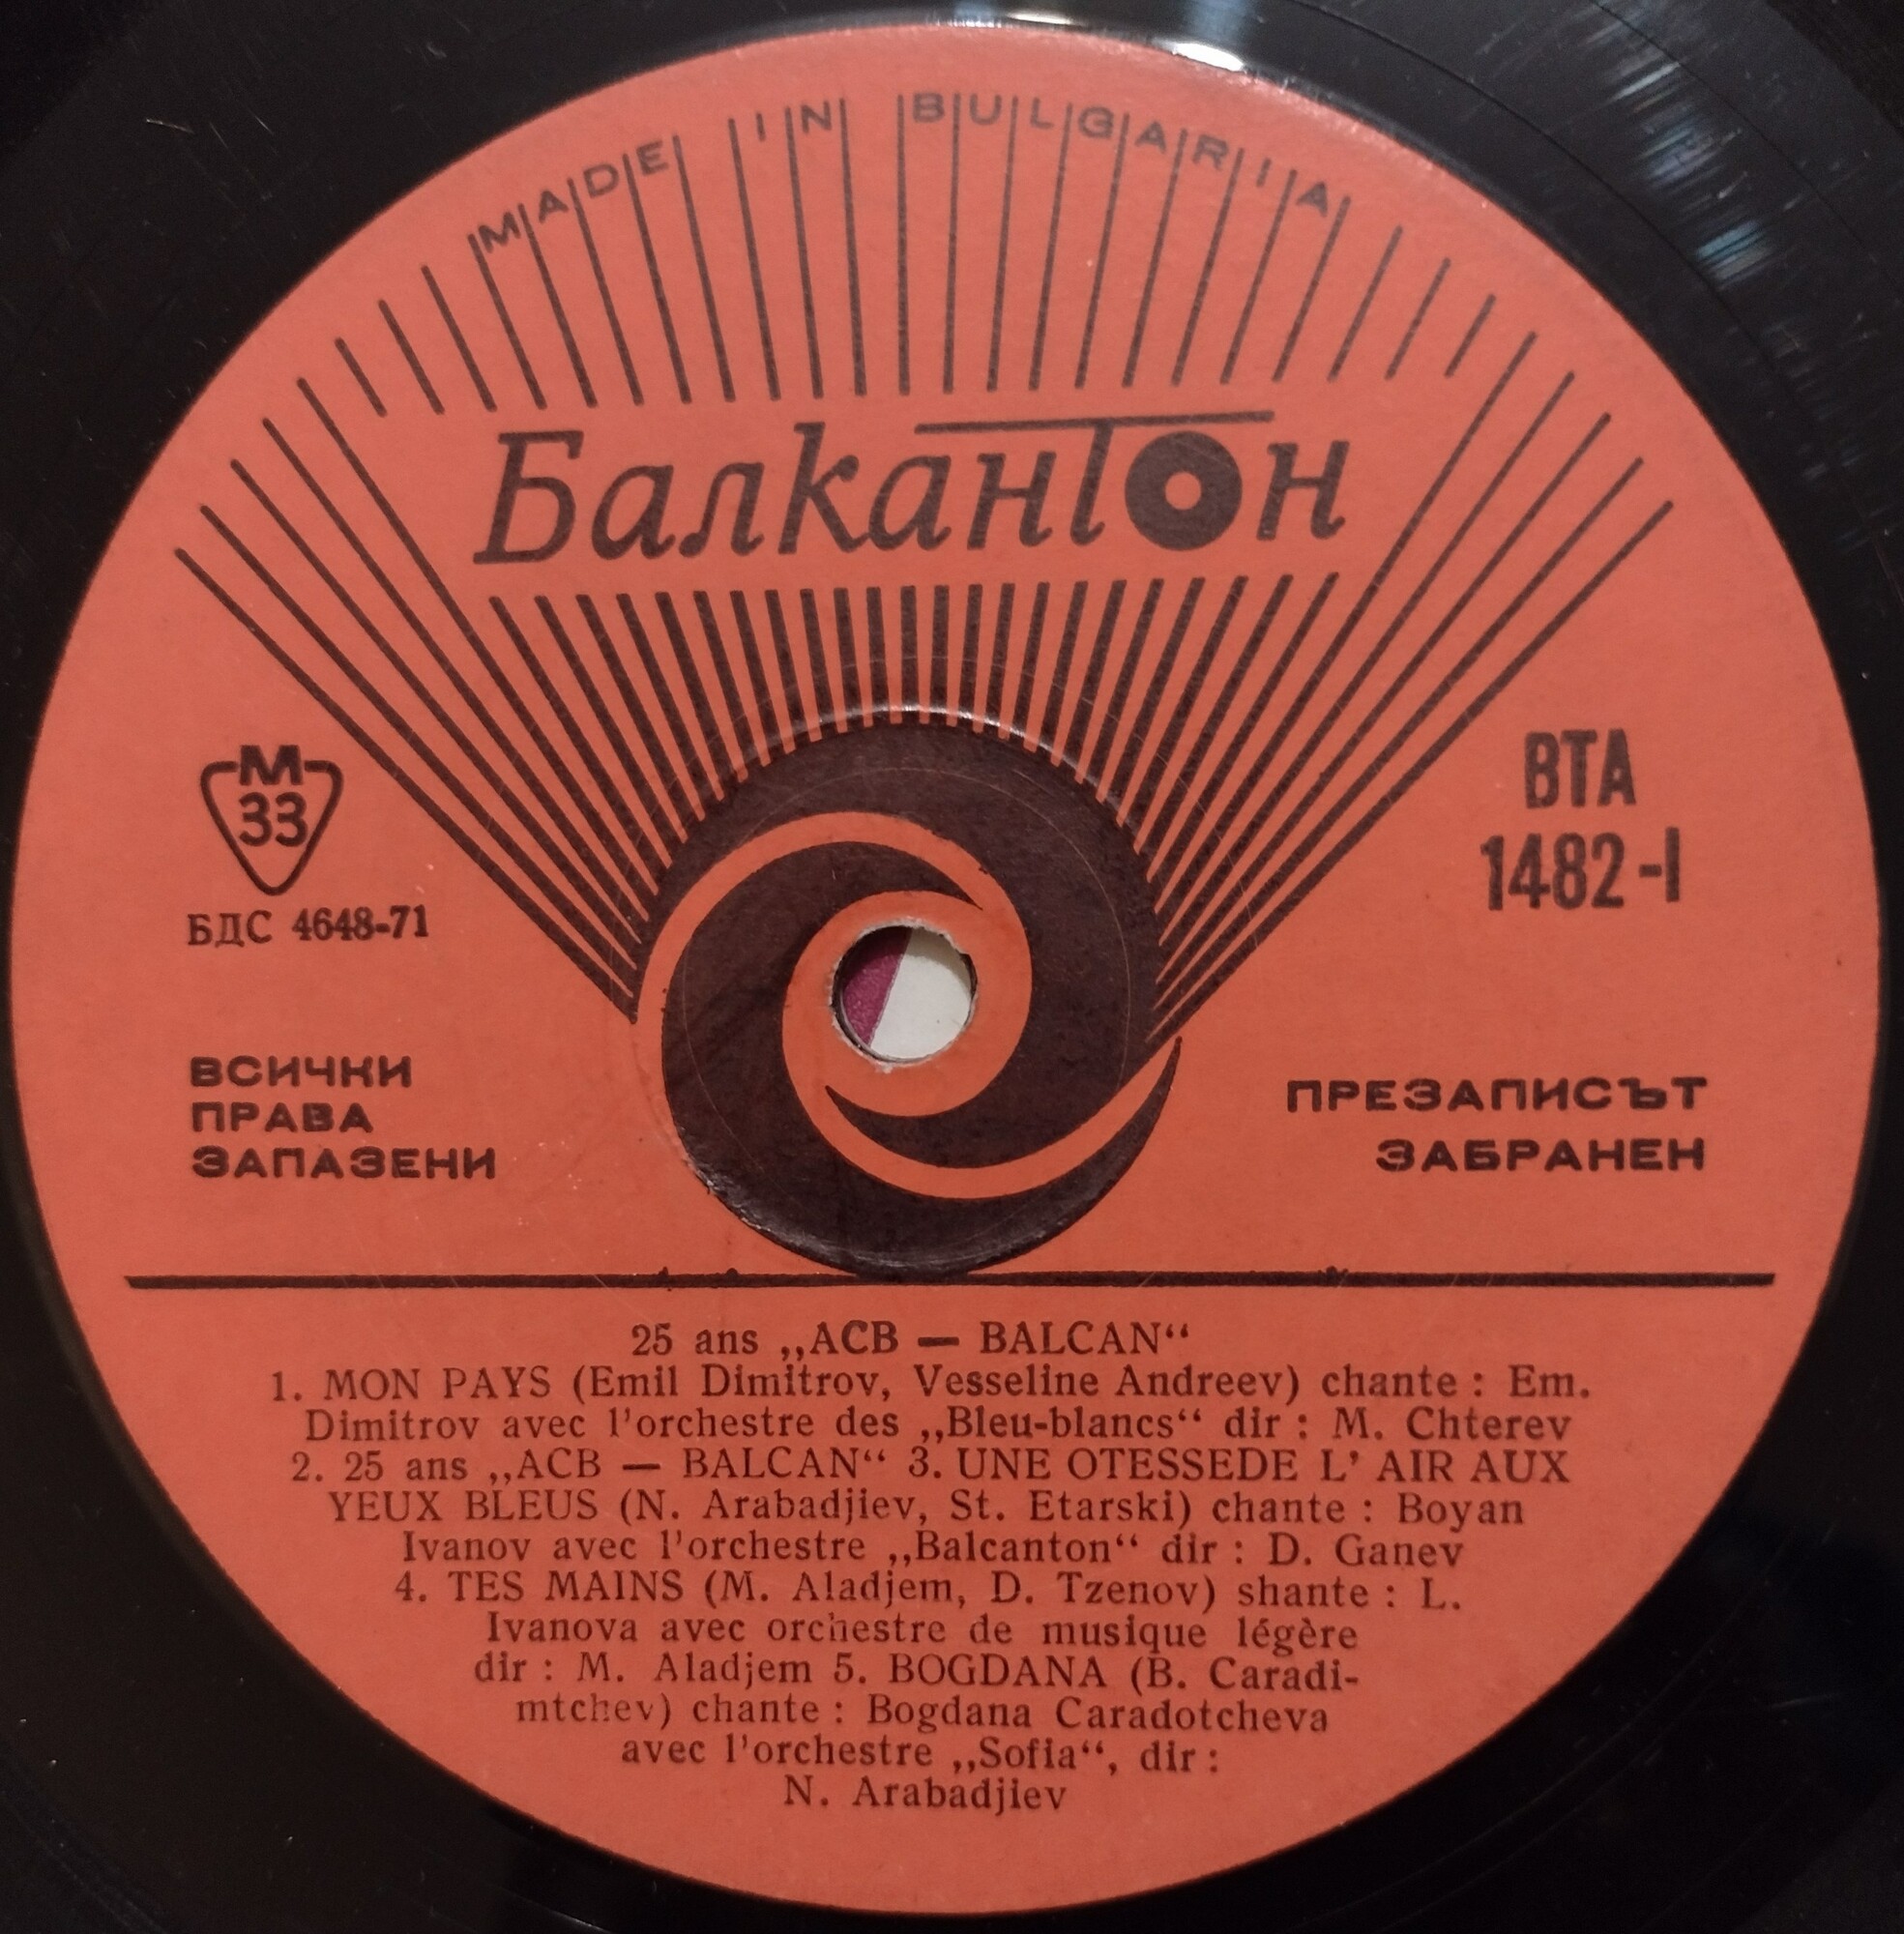 MADE IN BULGARIA
Балкантон
М
33
БДС 4648-71
ВТА
1482-I
ВСИЧКИ
ПРАВА
ЗАПАЗЕНИ
ПРЕЗАПИСЪТ
ЗАБРАНЕН
25 ans „ACB — BALCAN“
1. MON PAYS (Emil Dimitrov, Vesseline Andreev) chante : Em.
Dimitrov avec l'orchestre des „Bleu-blancs“ dir : M. Chterev
2. 25 ans „ACB — BALCAN“ 3. UNE OTESSEDE L' AIR AUX
YEUX BLEUS (N. Arabadjiev, St. Etarski) chante : Boyan
Ivanov avec l'orchestre „Balcanton“ dir : D. Ganev
4. TES MAINS (M. Aladjem, D. Tzenov) shante : L.
Ivanova avec orchestre de musique légère
dir : M. Aladjem 5. BOGDANA (B. Caradi-
mtchev) chante : Bogdana Caradotcheva
avec l'orchestre „Sofia“, dir :
N. Arabadjiev